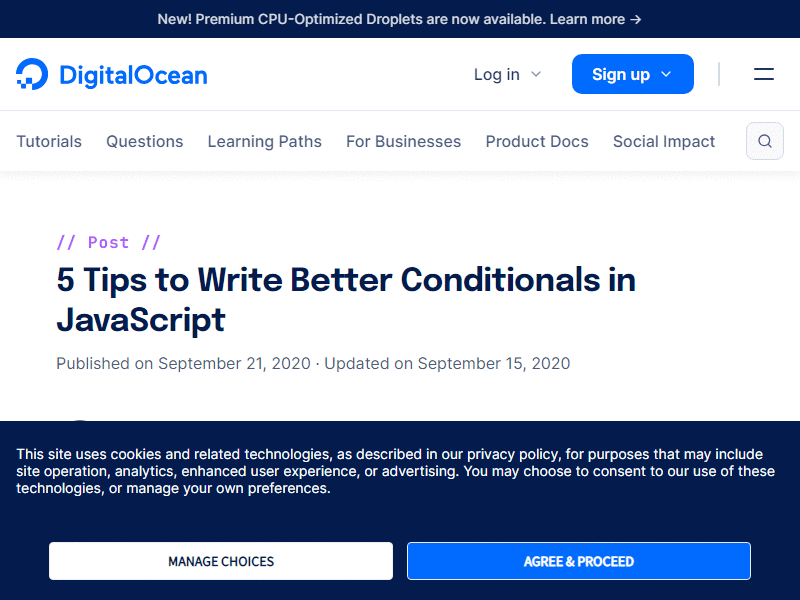 New! Premium CPU-Optimized Droplets are now available. Learn more →
DigitalOcean
Log in
Sign up
Tutorials Questions Learning Paths For Businesses Product Docs Social Impact
// Post //
5 Tips to Write Better Conditionals in
JavaScript
Published on September 21, 2020 · Updated on September 15, 2020
This site uses cookies and related technologies, as described in our privacy policy, for purposes that may include
site operation, analytics, enhanced user experience, or advertising. You may choose to consent to our use of these
technologies, or manage your own preferences.
MANAGE CHOICES
AGREE & PROCEED